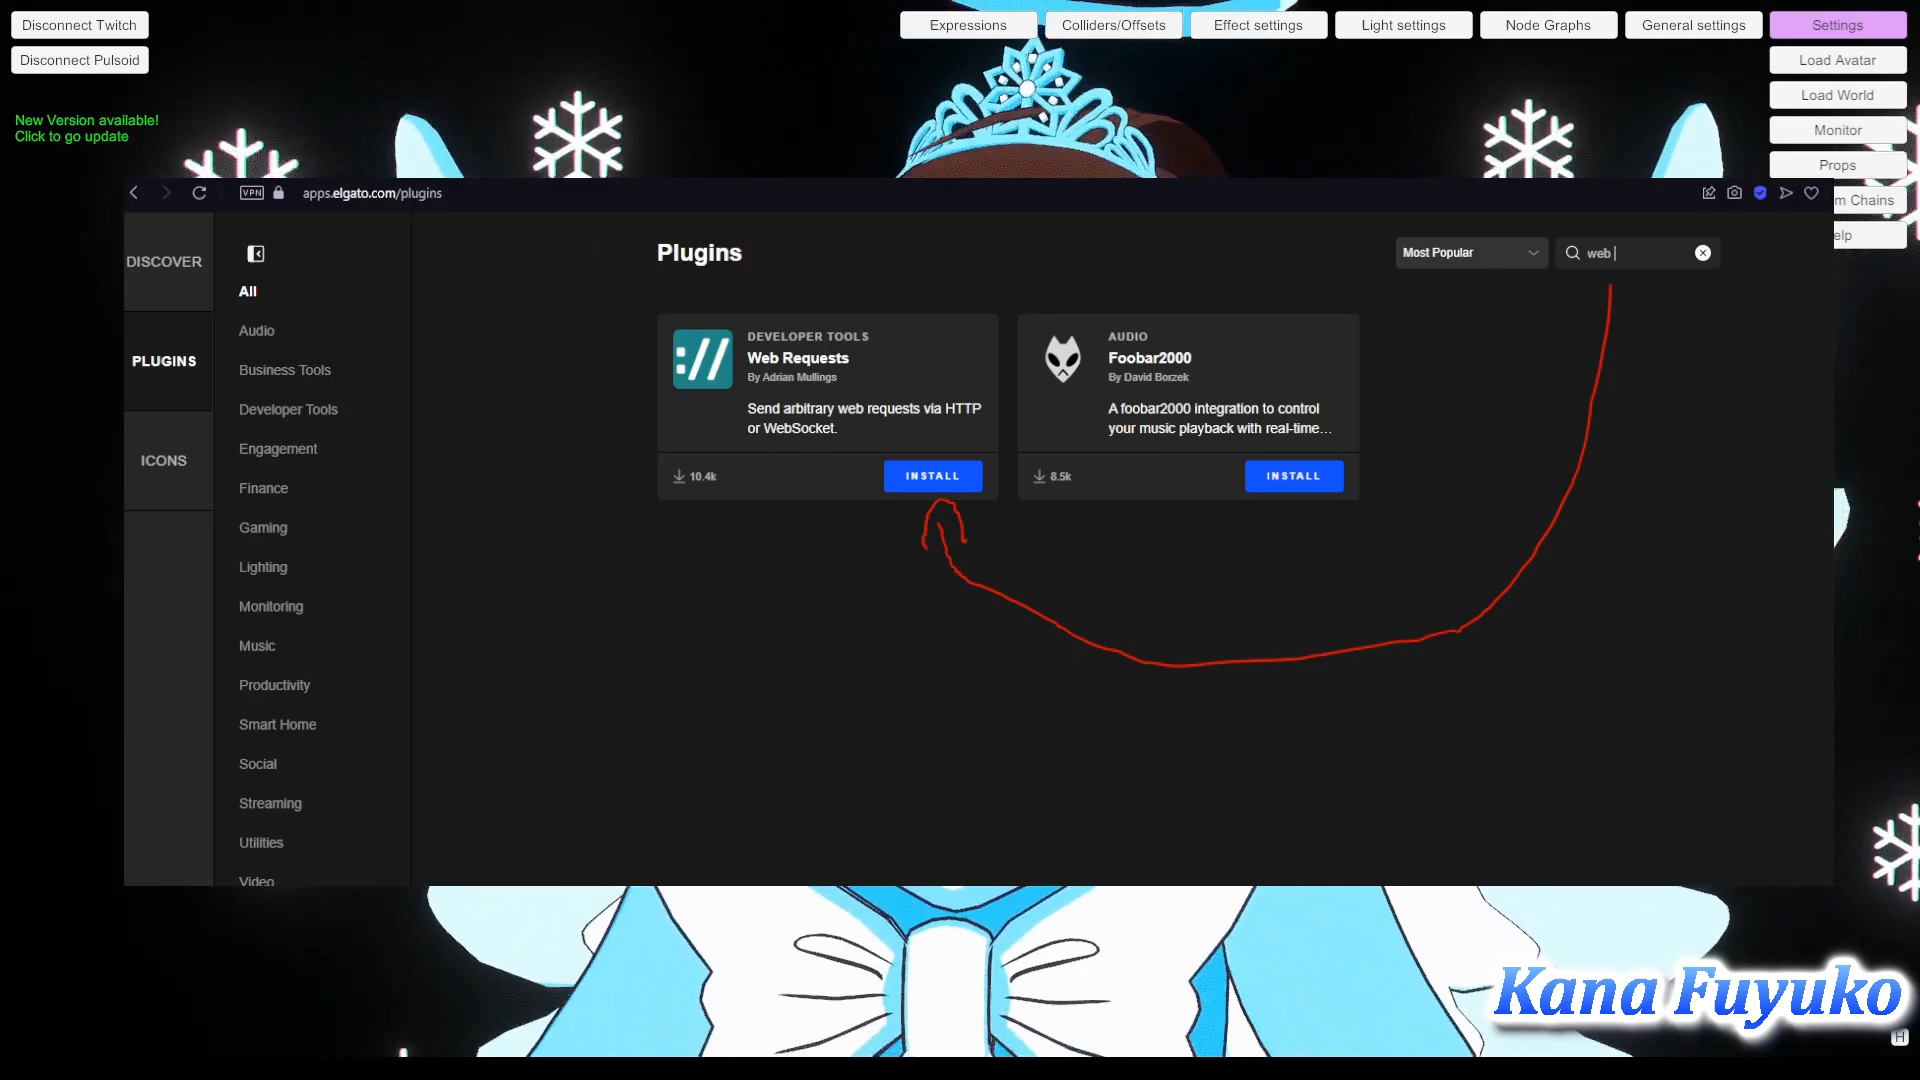 Disconnect Twitch
Disconnect Pulsoid
New Version available!
Click to go update
Expressions
Colliders/Offsets
Effect settings
Light settings
Node Graphs
General settings
Settings
Load Avatar
Load World
Monitor
Props
m Chains
elp
VPN
apps.elgato.com/plugins
DISCOVER
PLUGINS
ICONS
All
Audio
Business Tools
Developer Tools
Engagement
Finance
Gaming
Lighting
Monitoring
Music
Productivity
Smart Home
Social
Streaming
Utilities
Video
Plugins
Most Popular
web
://
DEVELOPER TOOLS
Web Requests
By Adrian Mullings
Send arbitrary web requests via HTTP
or WebSocket.
10.4k
INSTALL
AUDIO
Foobar2000
By David Borzek
A foobar2000 integration to control
your music playback with real-time…
8.5k
INSTALL
Kana Fuyuko
H